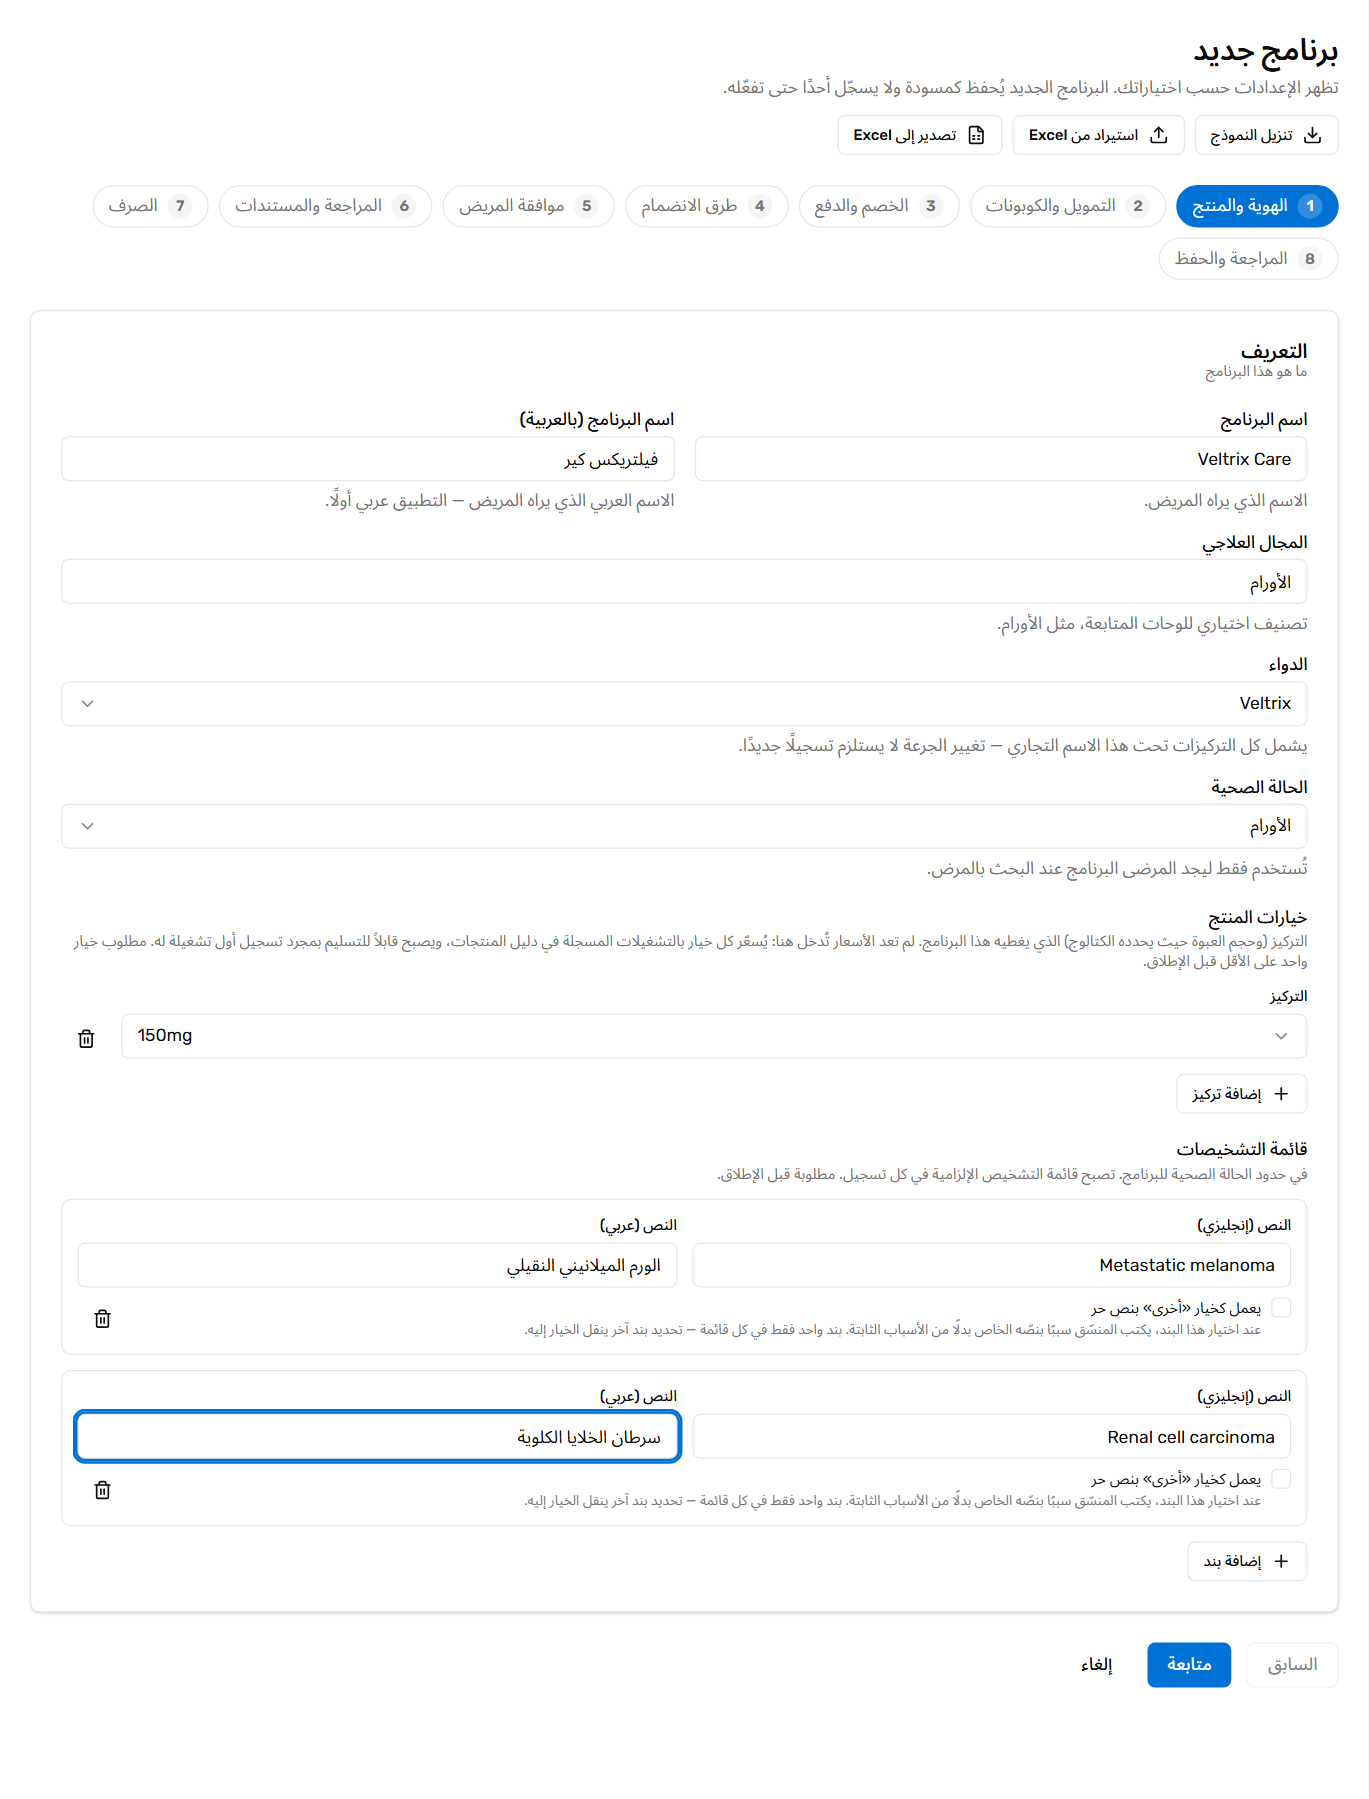 برنامج جديد
تظهر الإعدادات حسب اختياراتك. البرنامج الجديد يُحفظ كمسودة ولا يسجّل أحدًا حتى تفعّله.
تنزيل النموذج
استيراد من Excel
تصدير إلى Excel
1 الهوية والمنتج
2 التمويل والكوبونات
3 الخصم والدفع
4 طرق الانضمام
5 موافقة المريض
6 المراجعة والمستندات
7 الصرف
8 المراجعة والحفظ
التعريف
ما هو هذا البرنامج
اسم البرنامج
اسم البرنامج (بالعربية)
Veltrix Care
فيلتريكس كير
الاسم الذي يراه المريض.
الاسم العربي الذي يراه المريض – التطبيق عربي أولًا.
المجال العلاجي
الأورام
تصنيف اختياري للوحات المتابعة، مثل الأورام.
الدواء
Veltrix
يشمل كل التركيزات تحت هذا الاسم التجاري – تغيير الجرعة لا يستلزم تسجيلًا جديدًا.
الحالة الصحية
الأورام
تُستخدم فقط ليجد المرضى البرنامج عند البحث بالمرض.
خيارات المنتج
التركيز (وحجم العبوة حيث يحدده الكتالوج) الذي يغطيه هذا البرنامج. لم تعد الأسعار تُدخل هنا: يُسعّر كل خيار بالتشغيلات المسجلة في دليل المنتجات، ويصبح قابلاً للتسليم بمجرد تسجيل أول تشغيلة له. مطلوب خيار
واحد على الأقل قبل الإطلاق.
التركيز
150mg
إضافة تركيز
قائمة التشخيصات
في حدود الحالة الصحية للبرنامج. تصبح قائمة التشخيص الإلزامية في كل تسجيل. مطلوبة قبل الإطلاق.
النص (إنجليزي)
النص (عربي)
Metastatic melanoma
الورم الميلانيني النقيلي
يعمل كخيار «أخرى» بنص حر
عند اختيار هذا البند، يكتب المنسّق سببًا بنصّه الخاص بدلًا من الأسباب الثابتة. بند واحد فقط في كل قائمة – تحديد بند آخر ينقل الخيار إليه.
النص (إنجليزي)
النص (عربي)
Renal cell carcinoma
سرطان الخلايا الكلوية
يعمل كخيار «أخرى» بنص حر
عند اختيار هذا البند، يكتب المنسّق سببًا بنصّه الخاص بدلًا من الأسباب الثابتة. بند واحد فقط في كل قائمة – تحديد بند آخر ينقل الخيار إليه.
إضافة بند
السابق
متابعة
إلغاء